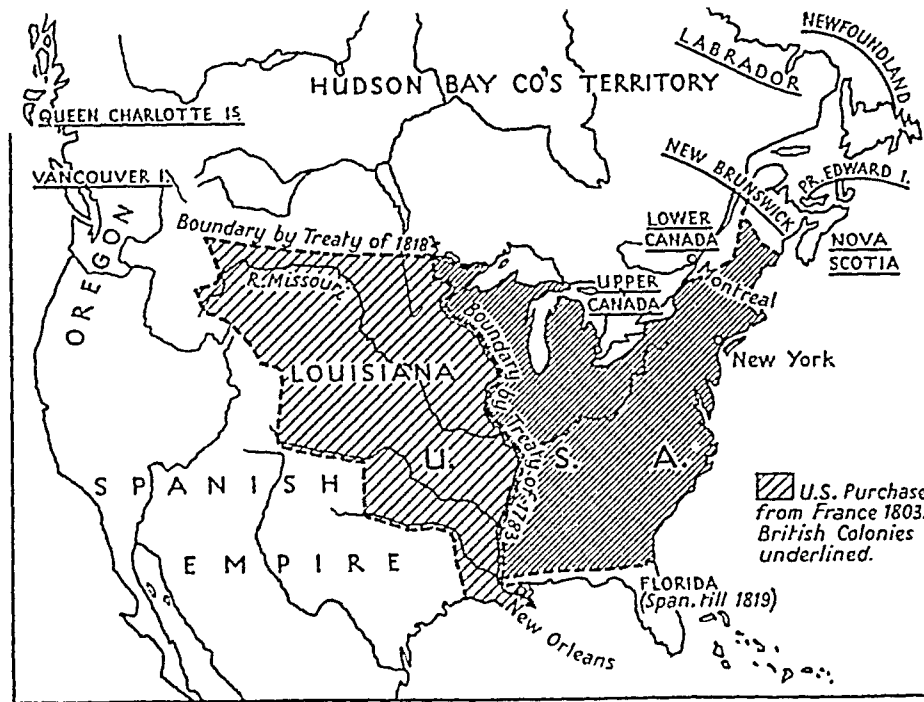 NEWFOUNDLAND
LABRADOR
HUDSON BAY CO'S TERRITORY
QUEEN CHARLOTTE IS
VANCOUVER I.
NEW BRUNSWICK
PR. EDWARD I.
LOWER
CANADA
NOVA
SCOTIA
Boundary by Treaty of 1818
OREGON
R. Missouri
UPPER
CANADA
Montreal
New York
LOUISIANA
Boundary by Treaty of 1783
U. S. A.
SPANISH
EMPIRE
U.S. Purchase
from France 1803.
British Colonies
underlined.
FLORIDA
(Span. till 1819)
New Orleans